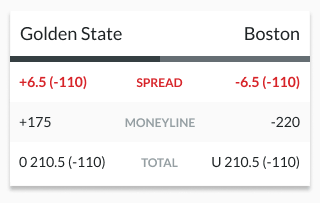 Golden State Boston
+6.5 (-110) SPREAD -6.5 (-110)
+175 MONEYLINE -220
0 210.5 (-110) TOTAL U 210.5 (-110)